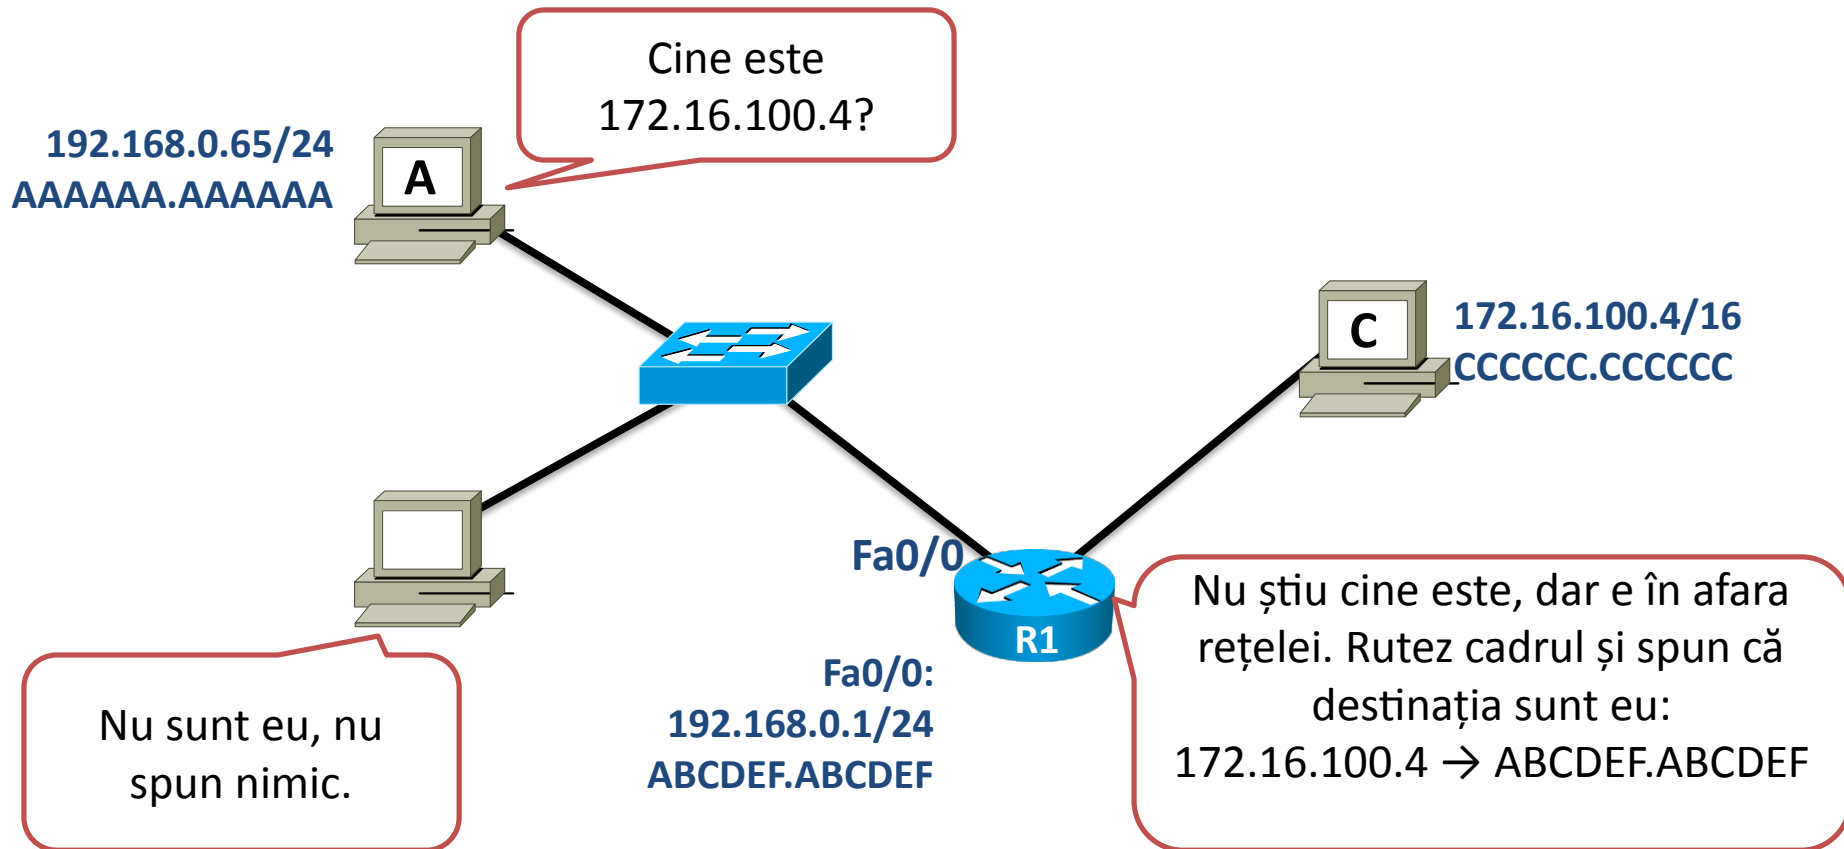 Cine este
172.16.100.4?
192.168.0.65/24
AAAAAA.AAAAAA
A
C
172.16.100.4/16
CCCCCC.CCCCCC
Fa0/0
R1
Fa0/0:
192.168.0.1/24
ABCDEF.ABCDEF
Nu sunt eu, nu
spun nimic.
Nu știu cine este, dar e în afara
rețelei. Rutez cadrul și spun că
destinația sunt eu:
172.16.100.4 → ABCDEF.ABCDEF